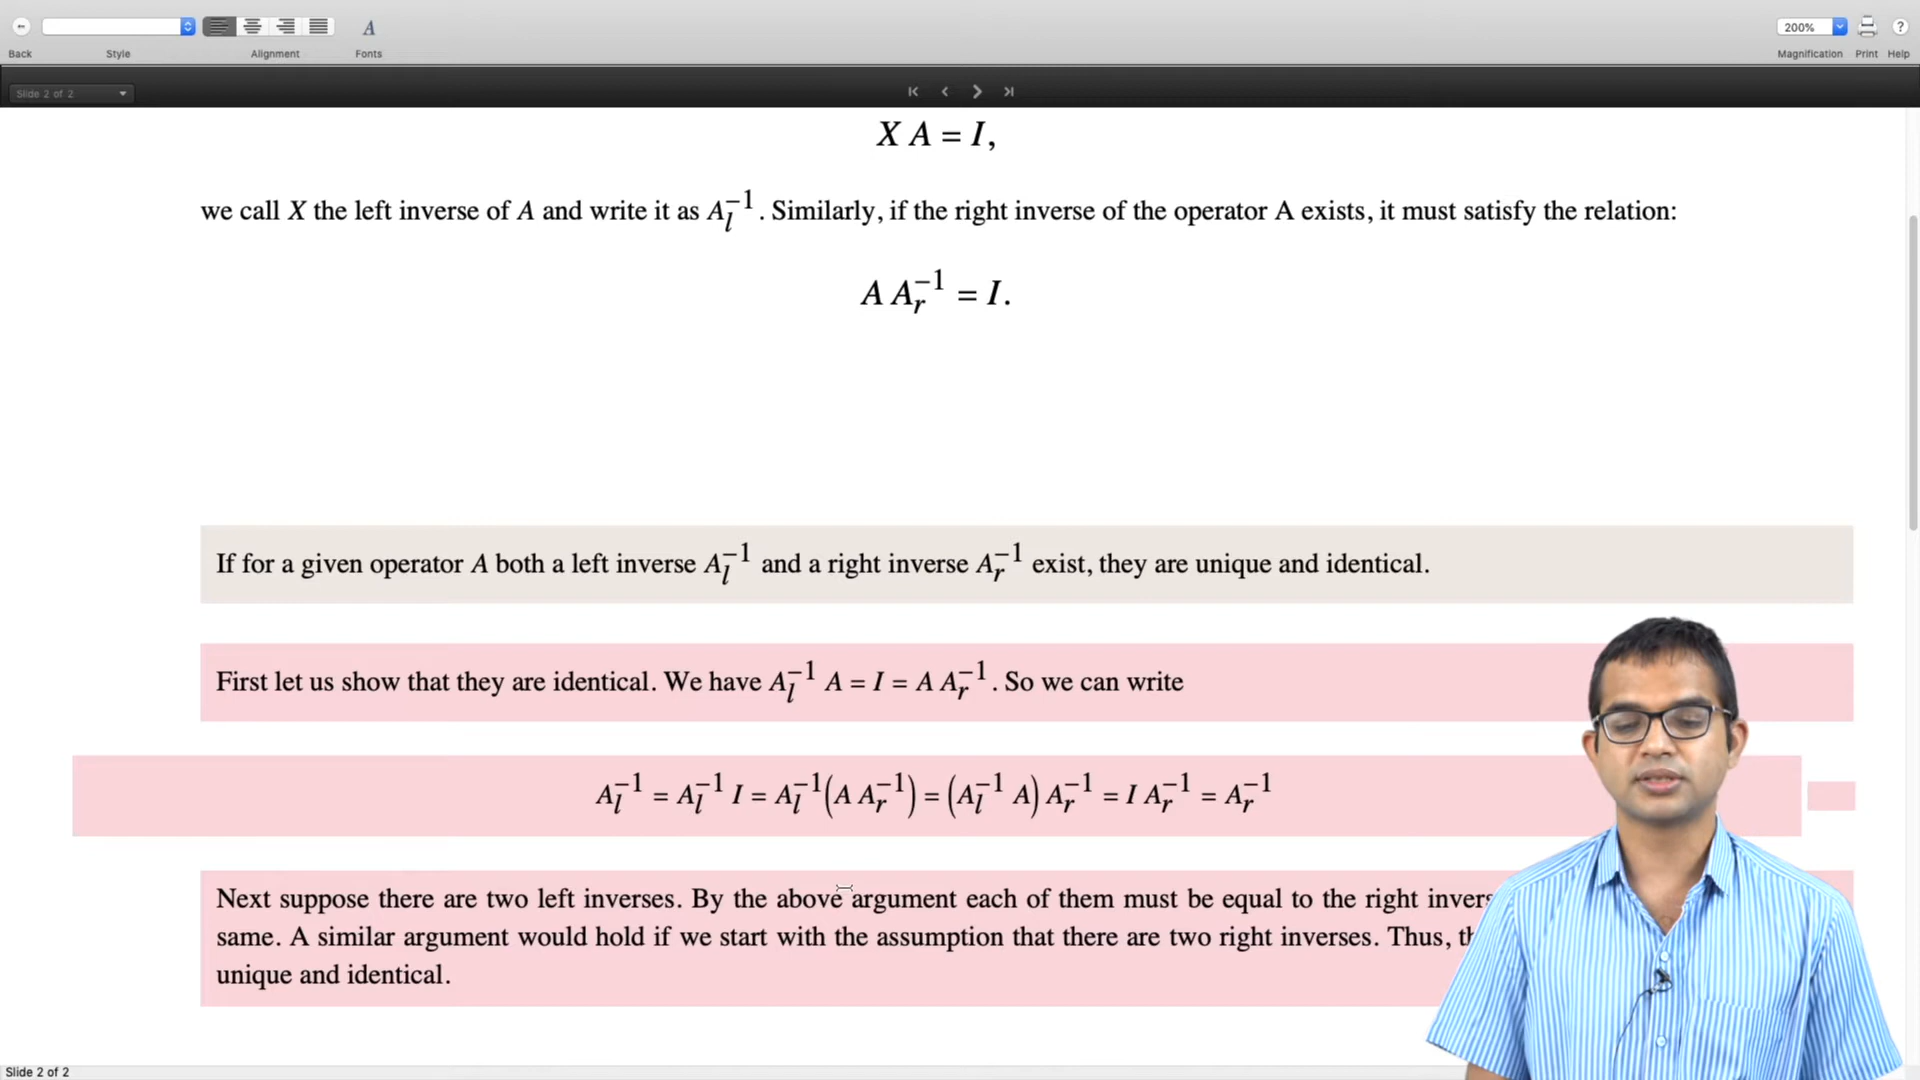 200%
Back Style Alignment Fonts Magnification Print Help
Slide 2 of 2
X A = I,
we call X the left inverse of A and write it as A_l^{-1}. Similarly, if the right inverse of the operator A exists, it must satisfy the relation:
A A_r^{-1} = I.
If for a given operator A both a left inverse A_l^{-1} and a right inverse A_r^{-1} exist, they are unique and identical.
First let us show that they are identical. We have A_l^{-1} A = I = A A_r^{-1}. So we can write
A_l^{-1} = A_l^{-1} I = A_l^{-1}(A A_r^{-1}) = (A_l^{-1} A) A_r^{-1} = I A_r^{-1} = A_r^{-1}
Next suppose there are two left inverses. By the above argument each of them must be equal to the right
same. A similar argument would hold if we start with the assumption that there are two right inverses. Thus,
unique and identical.
Slide 2 of 2